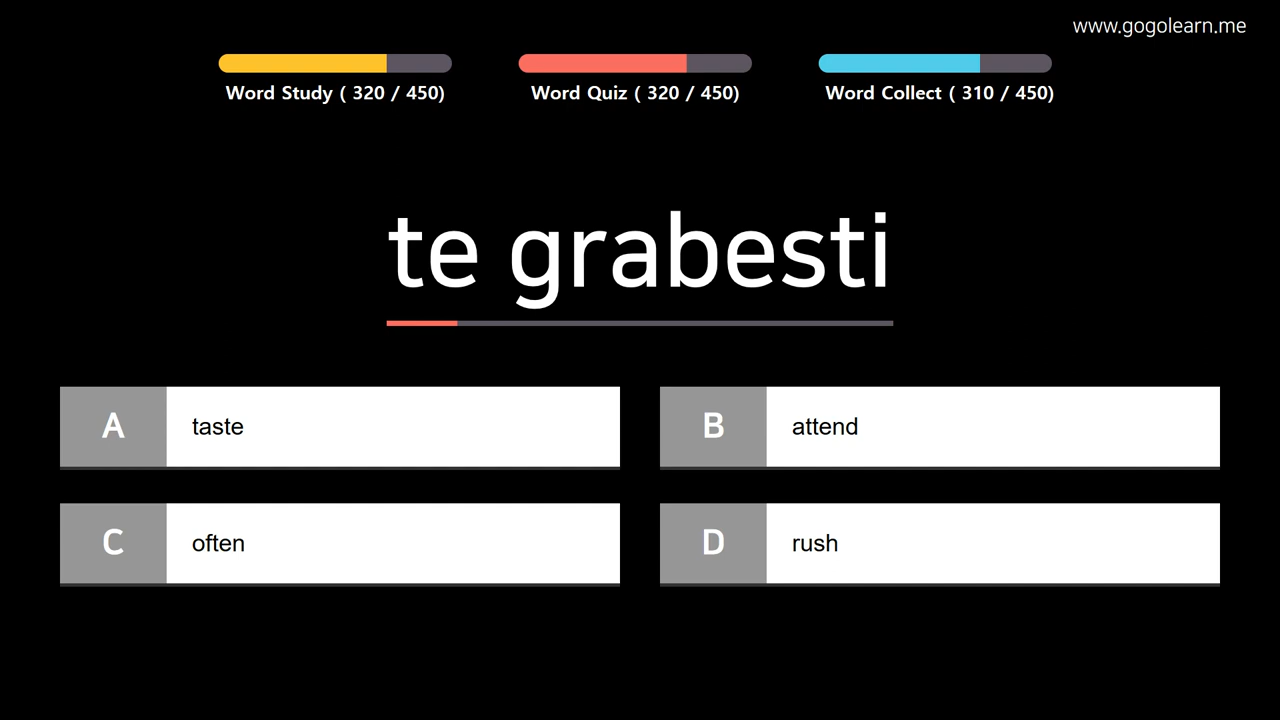 www.gogolearn.me
Word Study ( 320 / 450)
Word Quiz ( 320 / 450)
Word Collect ( 310 / 450)
te grabesti
A taste
B attend
C often
D rush